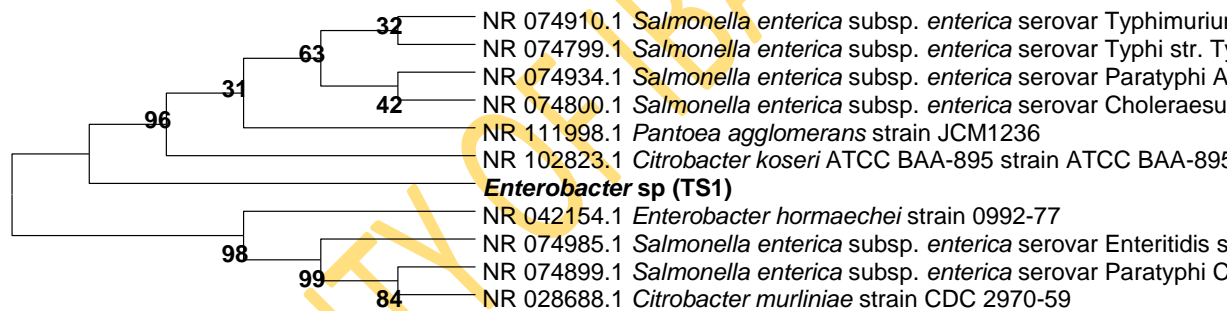 32 NR 074910.1 Salmonella enterica subsp. enterica serovar Typhimurium
63 NR 074799.1 Salmonella enterica subsp. enterica serovar Typhi str.
NR 074934.1 Salmonella enterica subsp. enterica serovar Paratyphi A
31 42 NR 074800.1 Salmonella enterica subsp. enterica serovar Choleraesu
96 NR 111998.1 Pantoea agglomerans strain JCM1236
NR 102823.1 Citrobacter koseri ATCC BAA-895 strain ATCC BAA-895
Enterobacter sp (TS1)
NR 042154.1 Enterobacter hormaechei strain 0992-77
98 NR 074985.1 Salmonella enterica subsp. enterica serovar Enteritidis s
99 NR 074899.1 Salmonella enterica subsp. enterica serovar Paratyphi C
84 NR 028688.1 Citrobacter murliniae strain CDC 2970-59
TY OF IBA